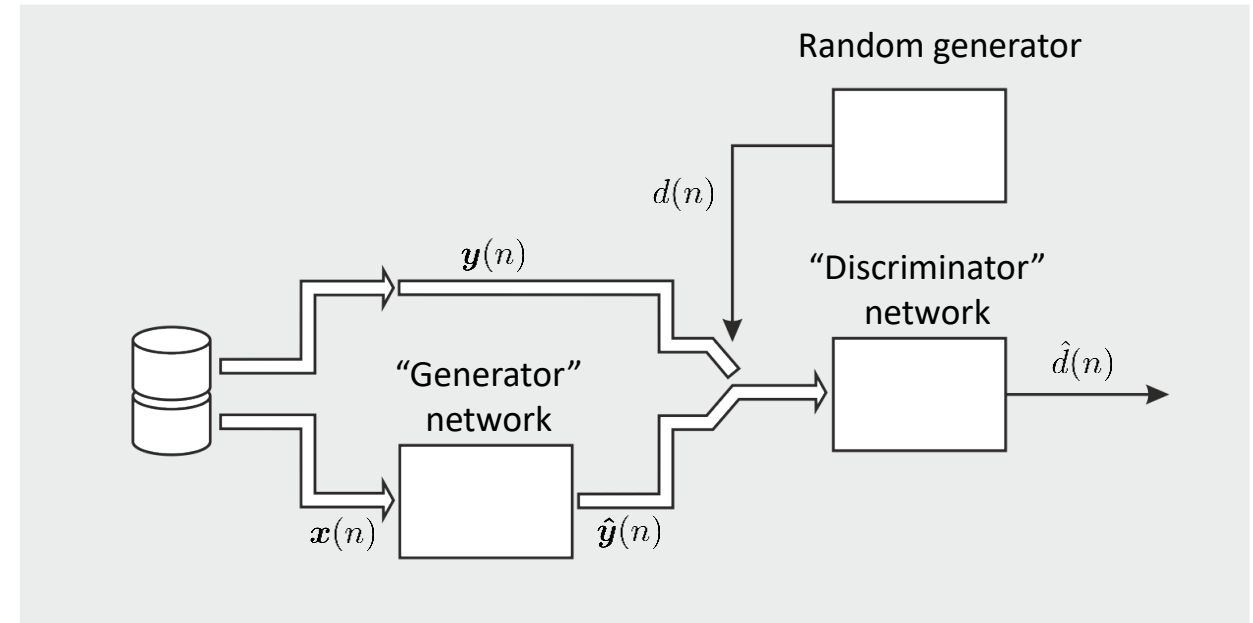 Random generator
d(n)
y(n)
“Discriminator”
network
d̂(n)
“Generator”
network
x(n)
ŷ(n)